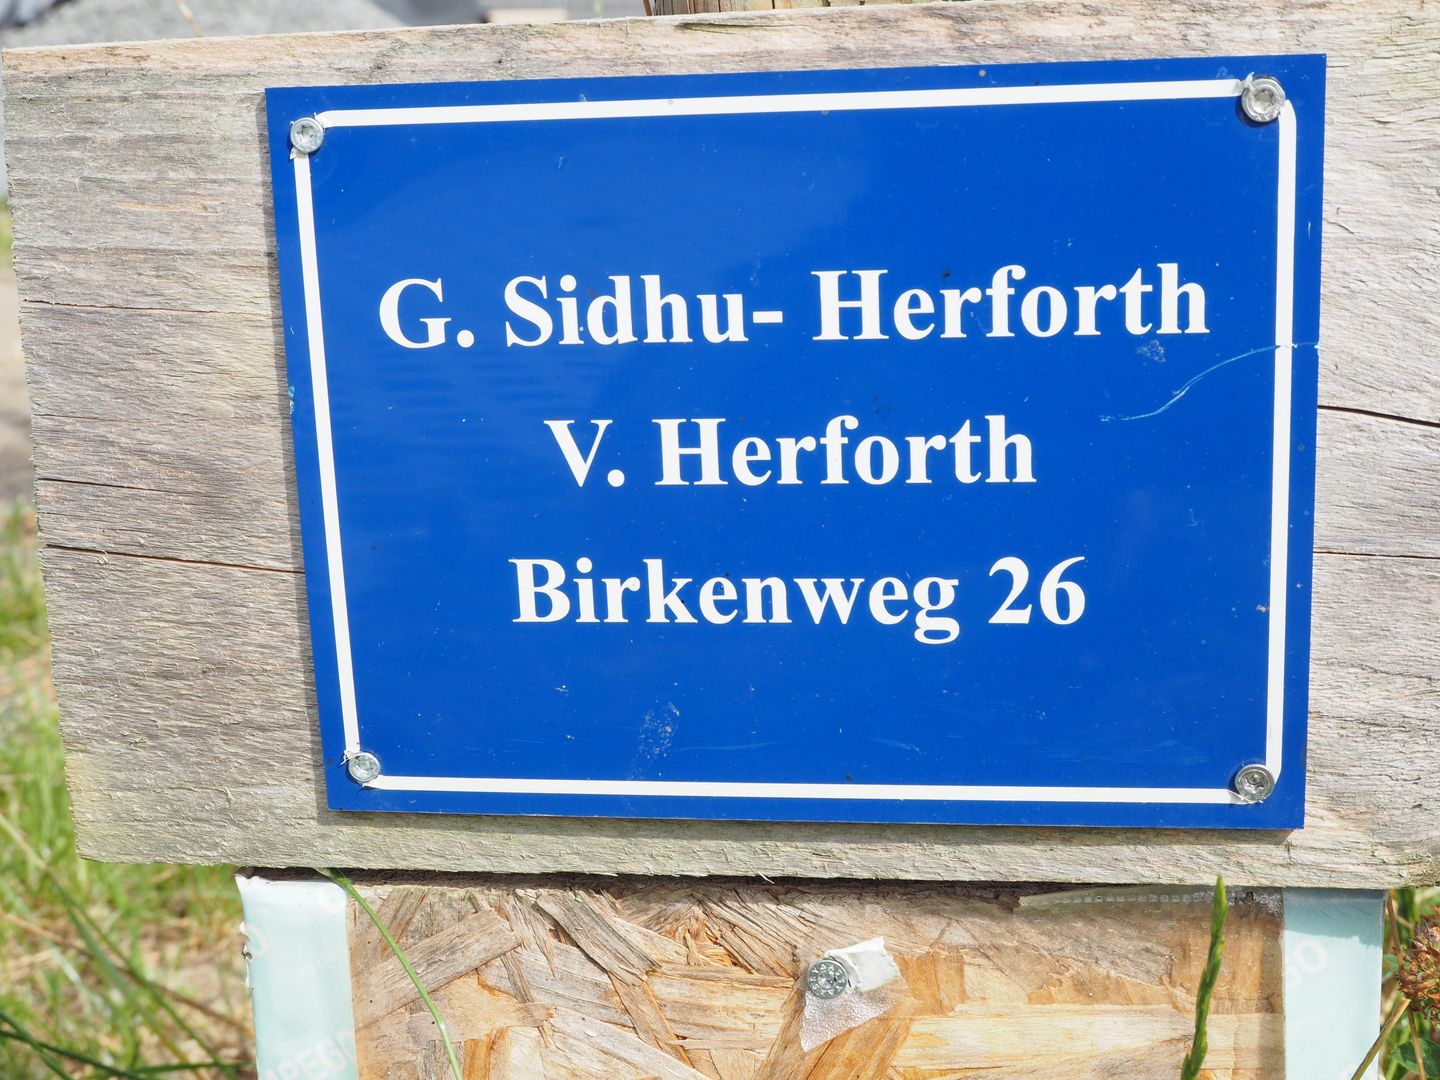 G. Sidhu- Herforth
V. Herforth
Birkenweg 26